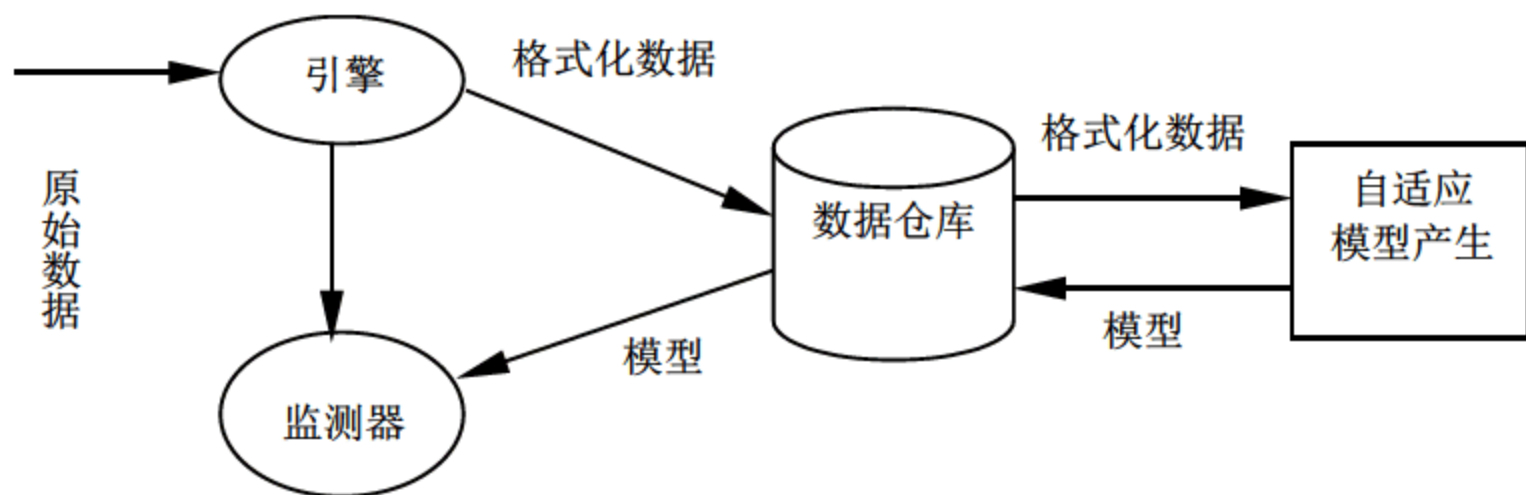 引擎
格式化数据
原始数据
格式化数据
数据仓库
自适应
模型产生
模型
模型
监测器